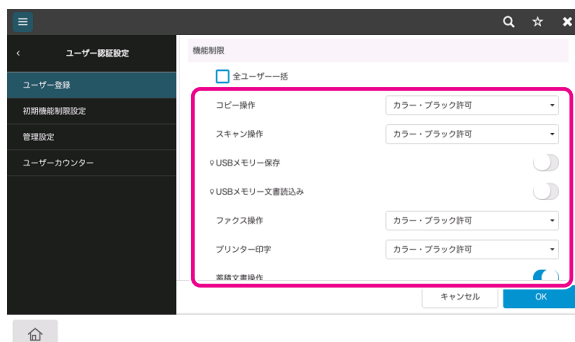 ユーザー認証設定
ユーザー登録
初期機能制限設定
管理設定
ユーザーカウンター
機能制限
全ユーザー一括
コピー操作 カラー・ブラック許可
スキャン操作 カラー・ブラック許可
USBメモリー保存
USBメモリー文書読込み
ファクス操作 カラー・ブラック許可
プリンター印字 カラー・ブラック許可
蓄積文書操作
キャンセル OK